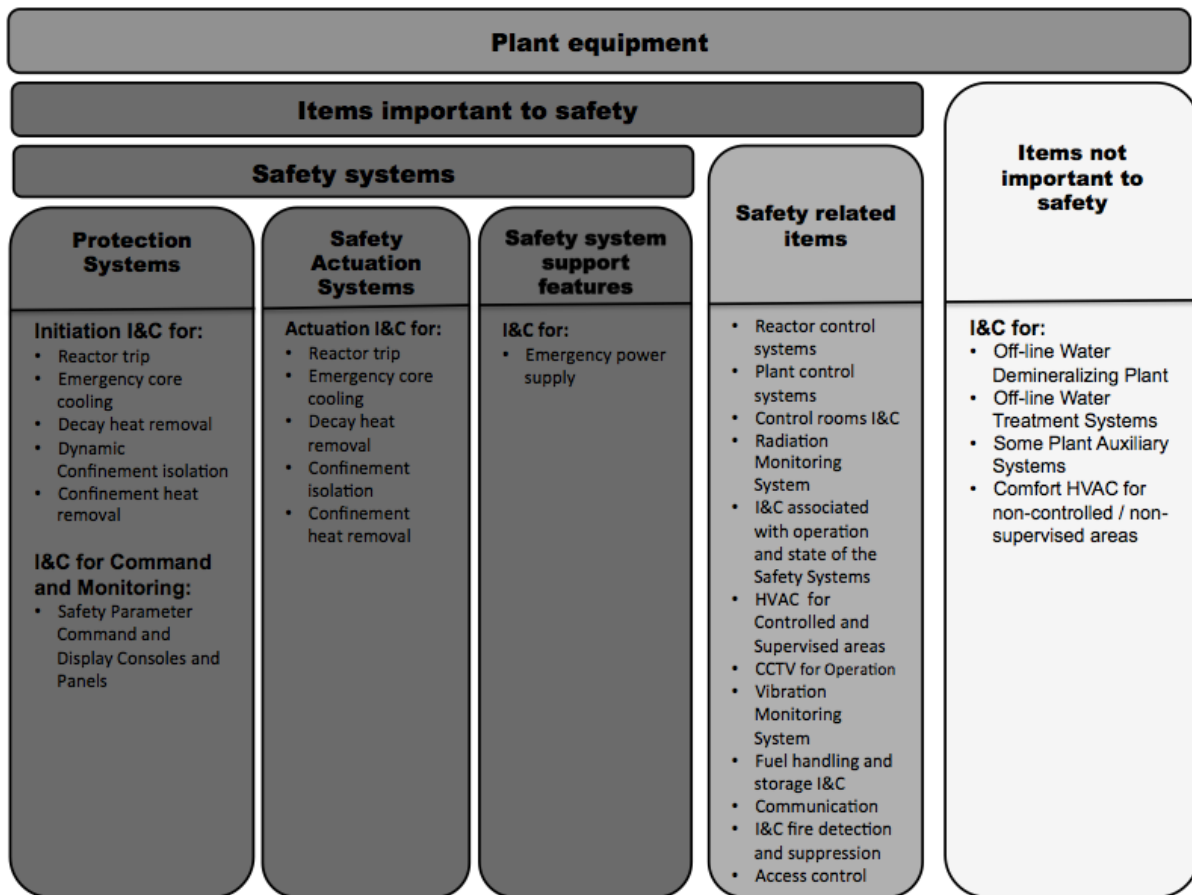 Plant equipment
Items important to safety
Safety systems
Protection
Systems
Initiation I&C for:
• Reactor trip
• Emergency core
cooling
• Decay heat removal
• Dynamic
Confinement isolation
• Confinement heat
removal
I&C for Command
and Monitoring:
• Safety Parameter
Command and
Display Consoles and
Panels
Safety
Actuation
Systems
Actuation I&C for:
• Reactor trip
• Emergency core
cooling
• Decay heat
removal
• Confinement
isolation
• Confinement
heat removal
Safety system
support
features
I&C for:
• Emergency power
supply
Safety related
items
• Reactor control
systems
• Plant control
systems
• Control rooms I&C
• Radiation
Monitoring
System
• I&C associated
with operation
and state of the
Safety Systems
• HVAC for
Controlled and
Supervised areas
• CCTV for Operation
• Vibration
Monitoring
System
• Fuel handling and
storage I&C
• Communication
• I&C fire detection
and suppression
• Access control
Items not
important to
safety
I&C for:
• Off-line Water
Demineralizing Plant
• Off-line Water
Treatment Systems
• Some Plant Auxiliary
Systems
• Comfort HVAC for
non-controlled / non-
supervised areas